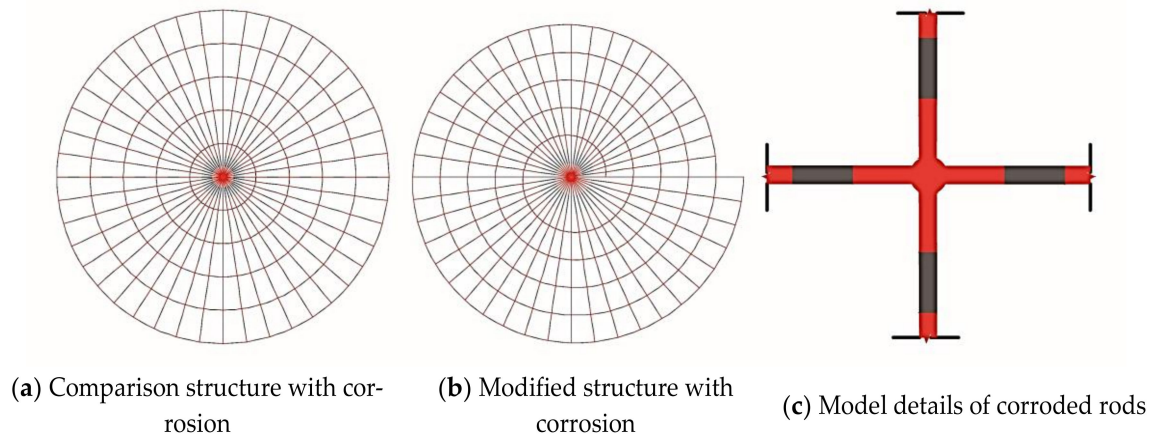 (a) Comparison structure with cor-
rosion
(b) Modified structure with
corrosion
(c) Model details of corroded rods